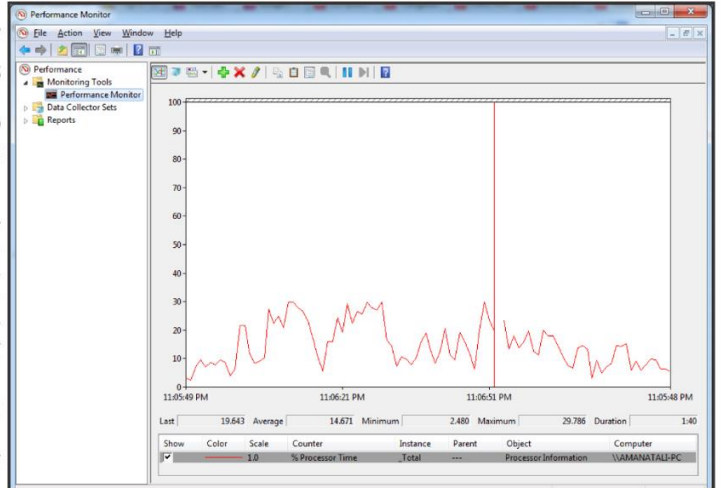 Performance Monitor
File Action View Window Help
Performance
Monitoring Tools
Performance Monitor
Data Collector Sets
Reports
100
90
80
70
60
50
40
30
20
10
0
11:05:49 PM 11:06:21 PM 11:06:51 PM 11:05:48 PM
Last 19.643 Average 14.671 Minimum 2.480 Maximum 29.786 Duration 1:40
Show Color Scale Counter Instance Parent Object Computer
1.0 % Processor Time _Total --- Processor Information \\AMANATALI-PC